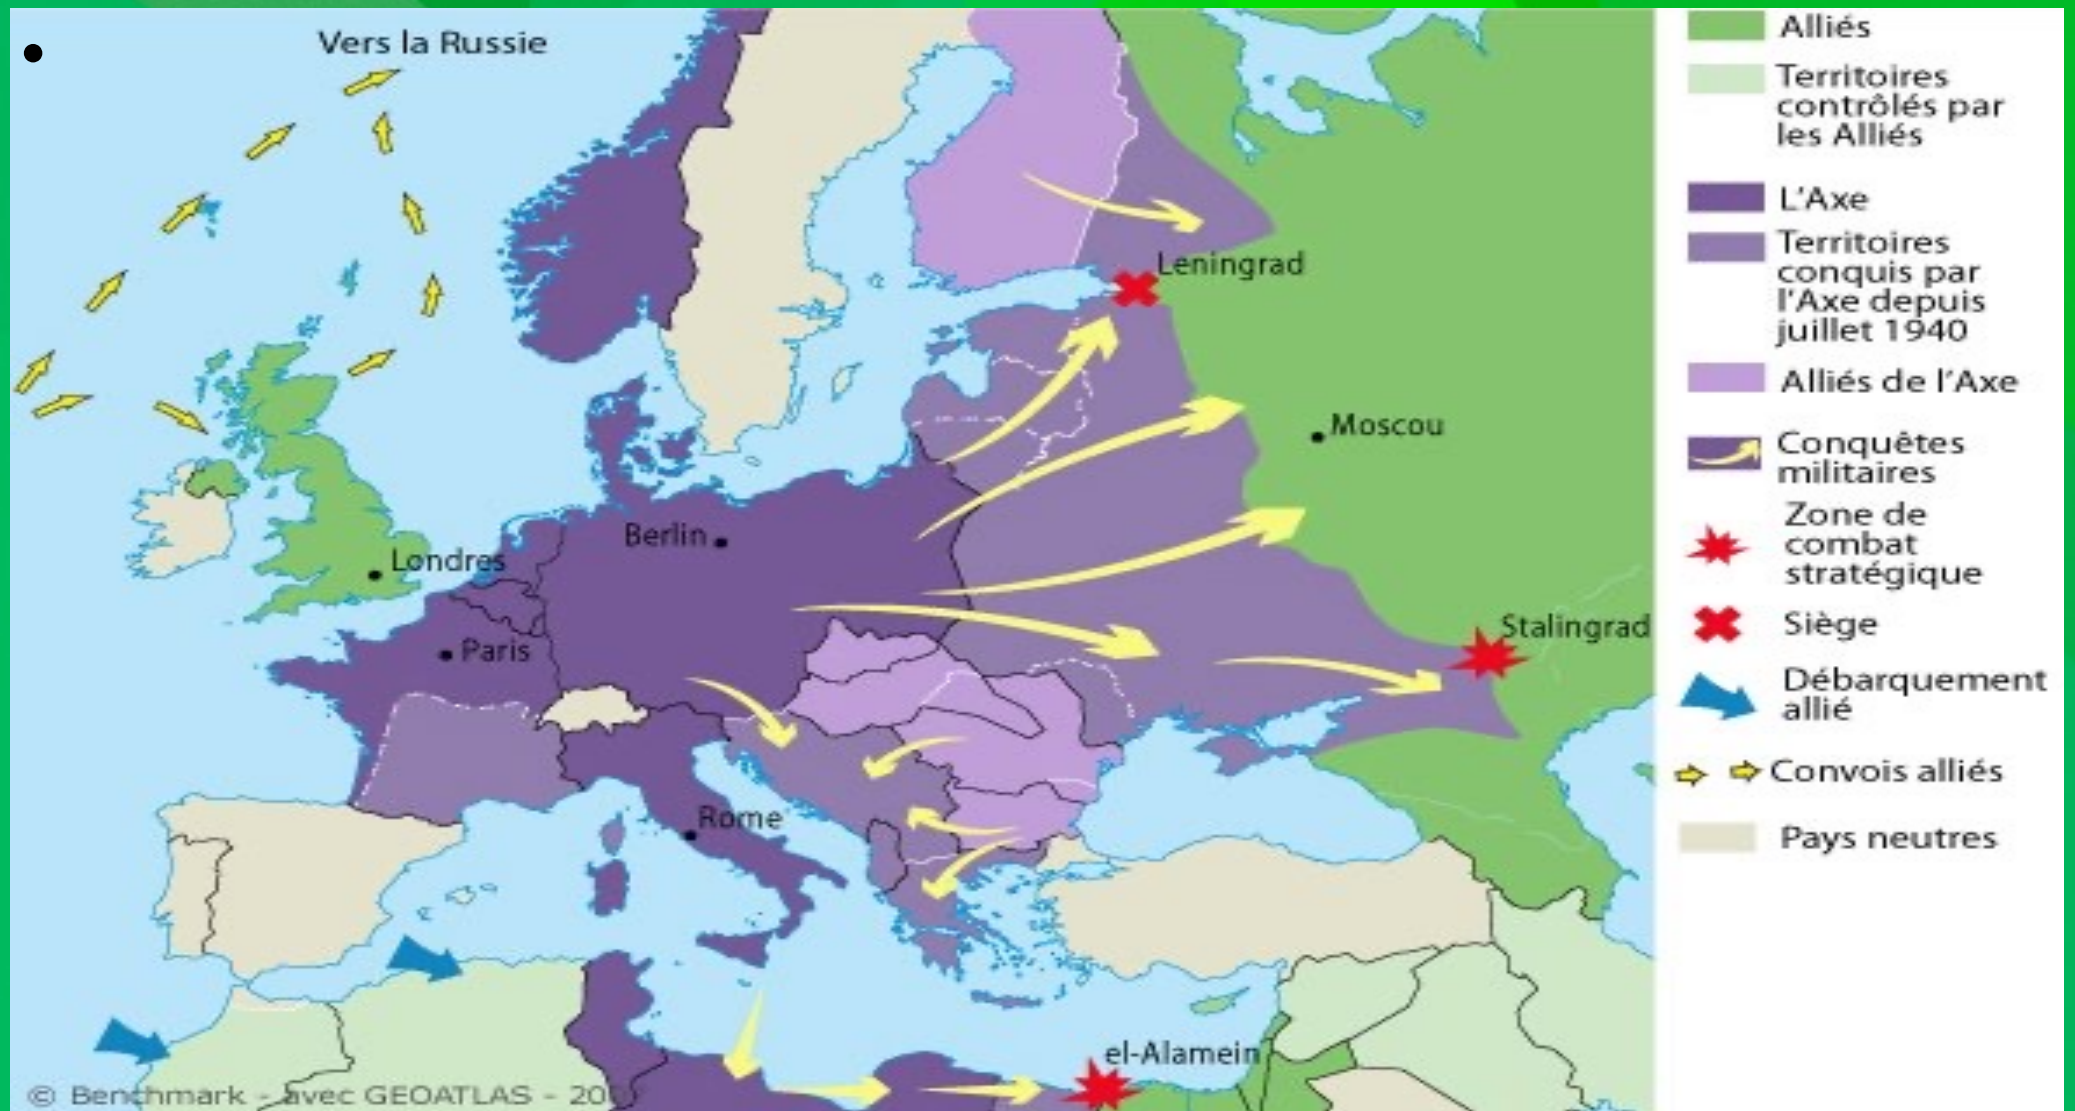 •
Vers la Russie
Leningrad
Moscou
Berlin
Londres
Stalingrad
Paris
Rome
el-Alamein
© Benchmark - avec GEOATLAS - 200
Alliés
Territoires
contrôlés par
les Alliés
L'Axe
Territoires
conquis par
l'Axe depuis
juillet 1940
Alliés de l'Axe
Conquêtes
militaires
Zone de
combat
stratégique
Siège
Débarquement
allié
Convois alliés
Pays neutres